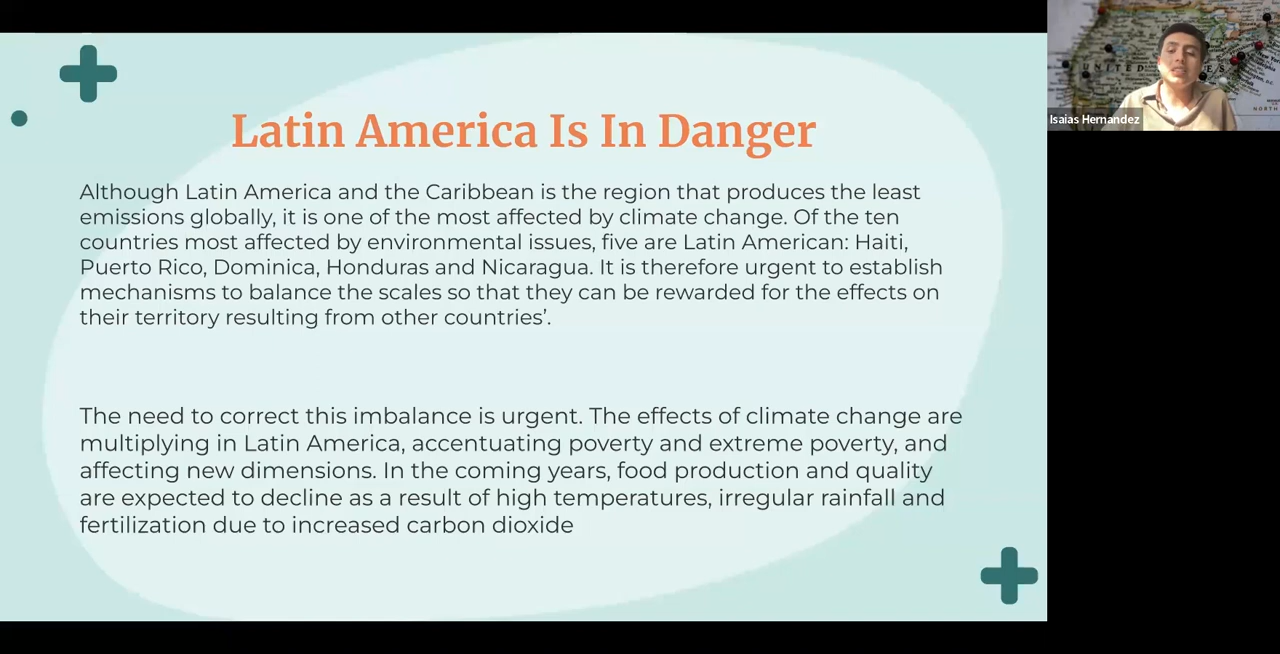 Latin America Is In Danger
Although Latin America and the Caribbean is the region that produces the least
emissions globally, it is one of the most affected by climate change. Of the ten
countries most affected by environmental issues, five are Latin American: Haiti,
Puerto Rico, Dominica, Honduras and Nicaragua. It is therefore urgent to establish
mechanisms to balance the scales so that they can be rewarded for the effects on
their territory resulting from other countries’.
The need to correct this imbalance is urgent. The effects of climate change are
multiplying in Latin America, accentuating poverty and extreme poverty, and
affecting new dimensions. In the coming years, food production and quality
are expected to decline as a result of high temperatures, irregular rainfall and
fertilization due to increased carbon dioxide
UNITED
ES
NORTH
Isaias Hernandez